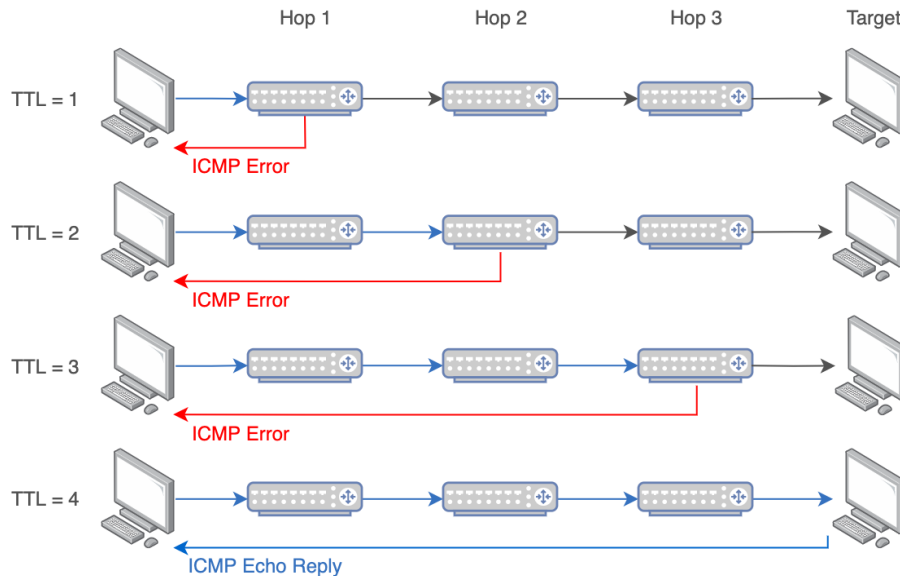 Hop 1 Hop 2 Hop 3 Target
TTL = 1
ICMP Error
TTL = 2
ICMP Error
TTL = 3
ICMP Error
TTL = 4
ICMP Echo Reply